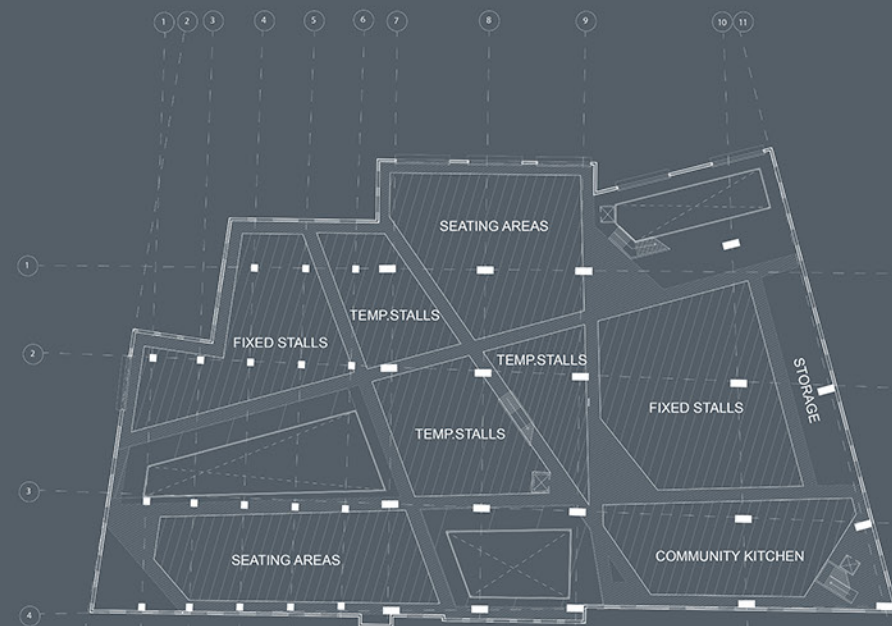 1 2 3 4 5 6 7 8 9 10 11
SEATING AREAS
1
TEMP.STALLS
FIXED STALLS
2
TEMP.STALLS
STORAGE
FIXED STALLS
TEMP.STALLS
3
SEATING AREAS
COMMUNITY KITCHEN
4